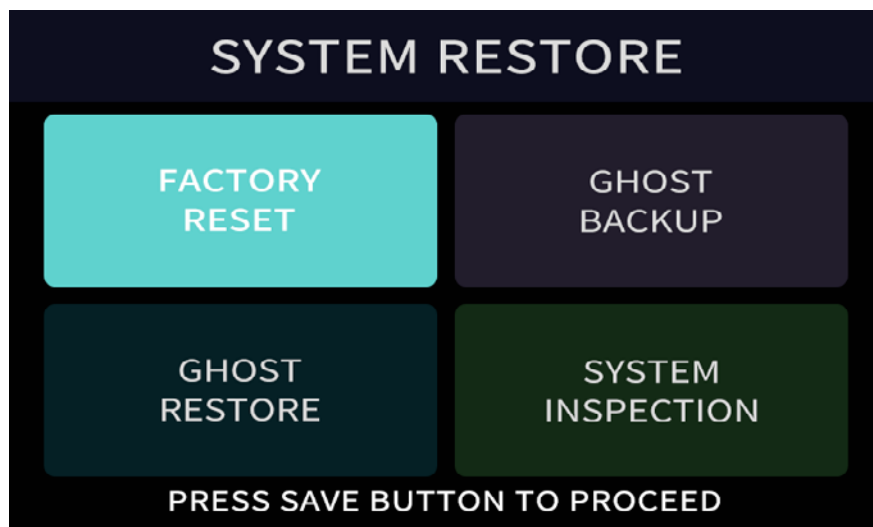 SYSTEM RESTORE
FACTORY
RESET
GHOST
BACKUP
GHOST
RESTORE
SYSTEM
INSPECTION
PRESS SAVE BUTTON TO PROCEED